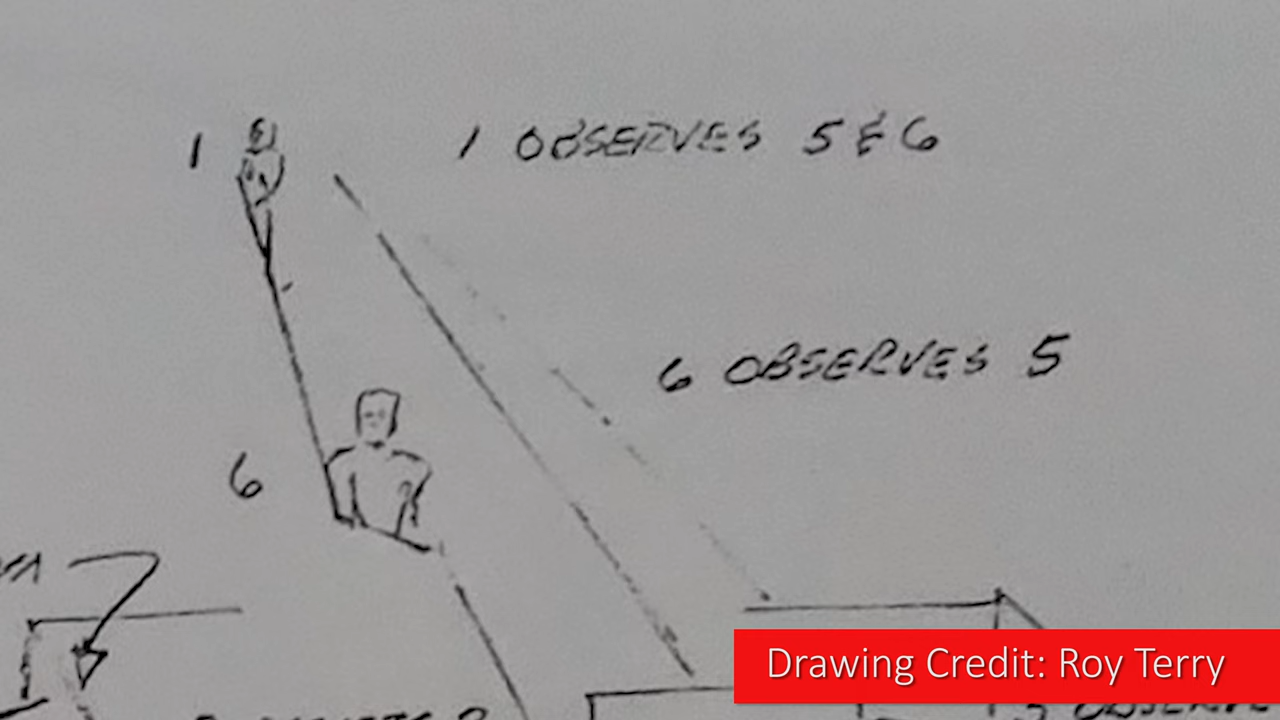 1
1 OBSERVES 5 & 6
6 OBSERVES 5
6
Drawing Credit: Roy Terry